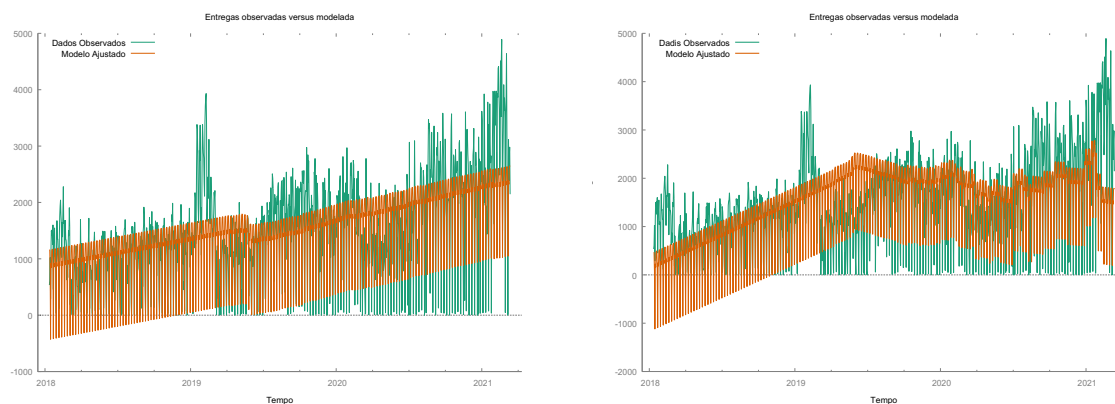 Entregas observadas versus modelada
5000
Dados Observados
Modelo Ajustado
4000
3000
2000
1000
0
-1000
2018
2019
2020
2021
Tempo
Entregas observadas versus modelada
5000
Dadis Observados
Modelo Ajustado
4000
3000
2000
1000
0
-1000
-2000
2018
2019
2020
2021
Tempo